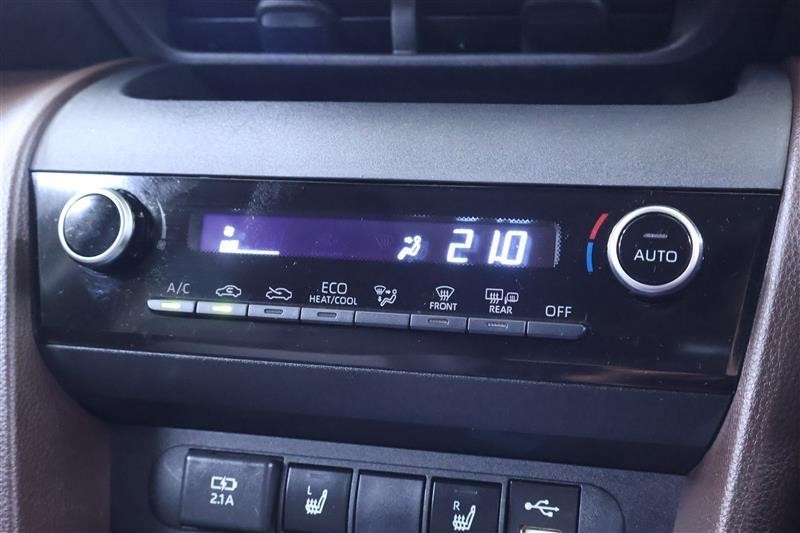 21.0
AUTO
A/C
ECO
HEAT/COOL
FRONT
REAR
OFF
2.1A
L
R